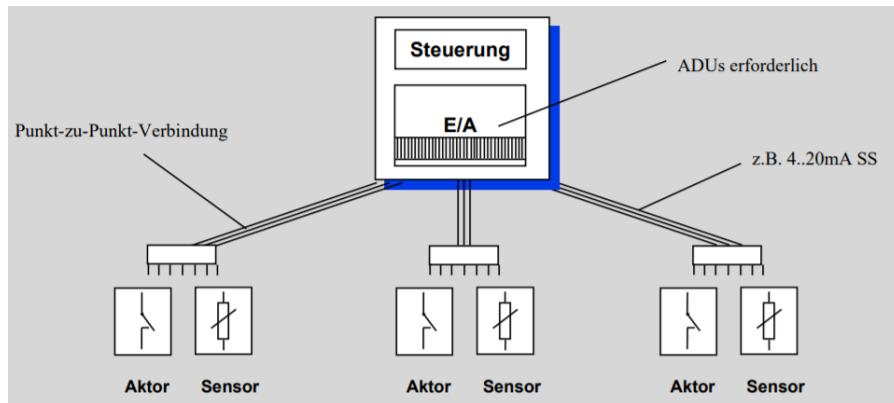 Steuerung
ADUs erforderlich
E/A
Punkt-zu-Punkt-Verbindung
z.B. 4..20mA SS
Aktor Sensor Aktor Sensor Aktor Sensor